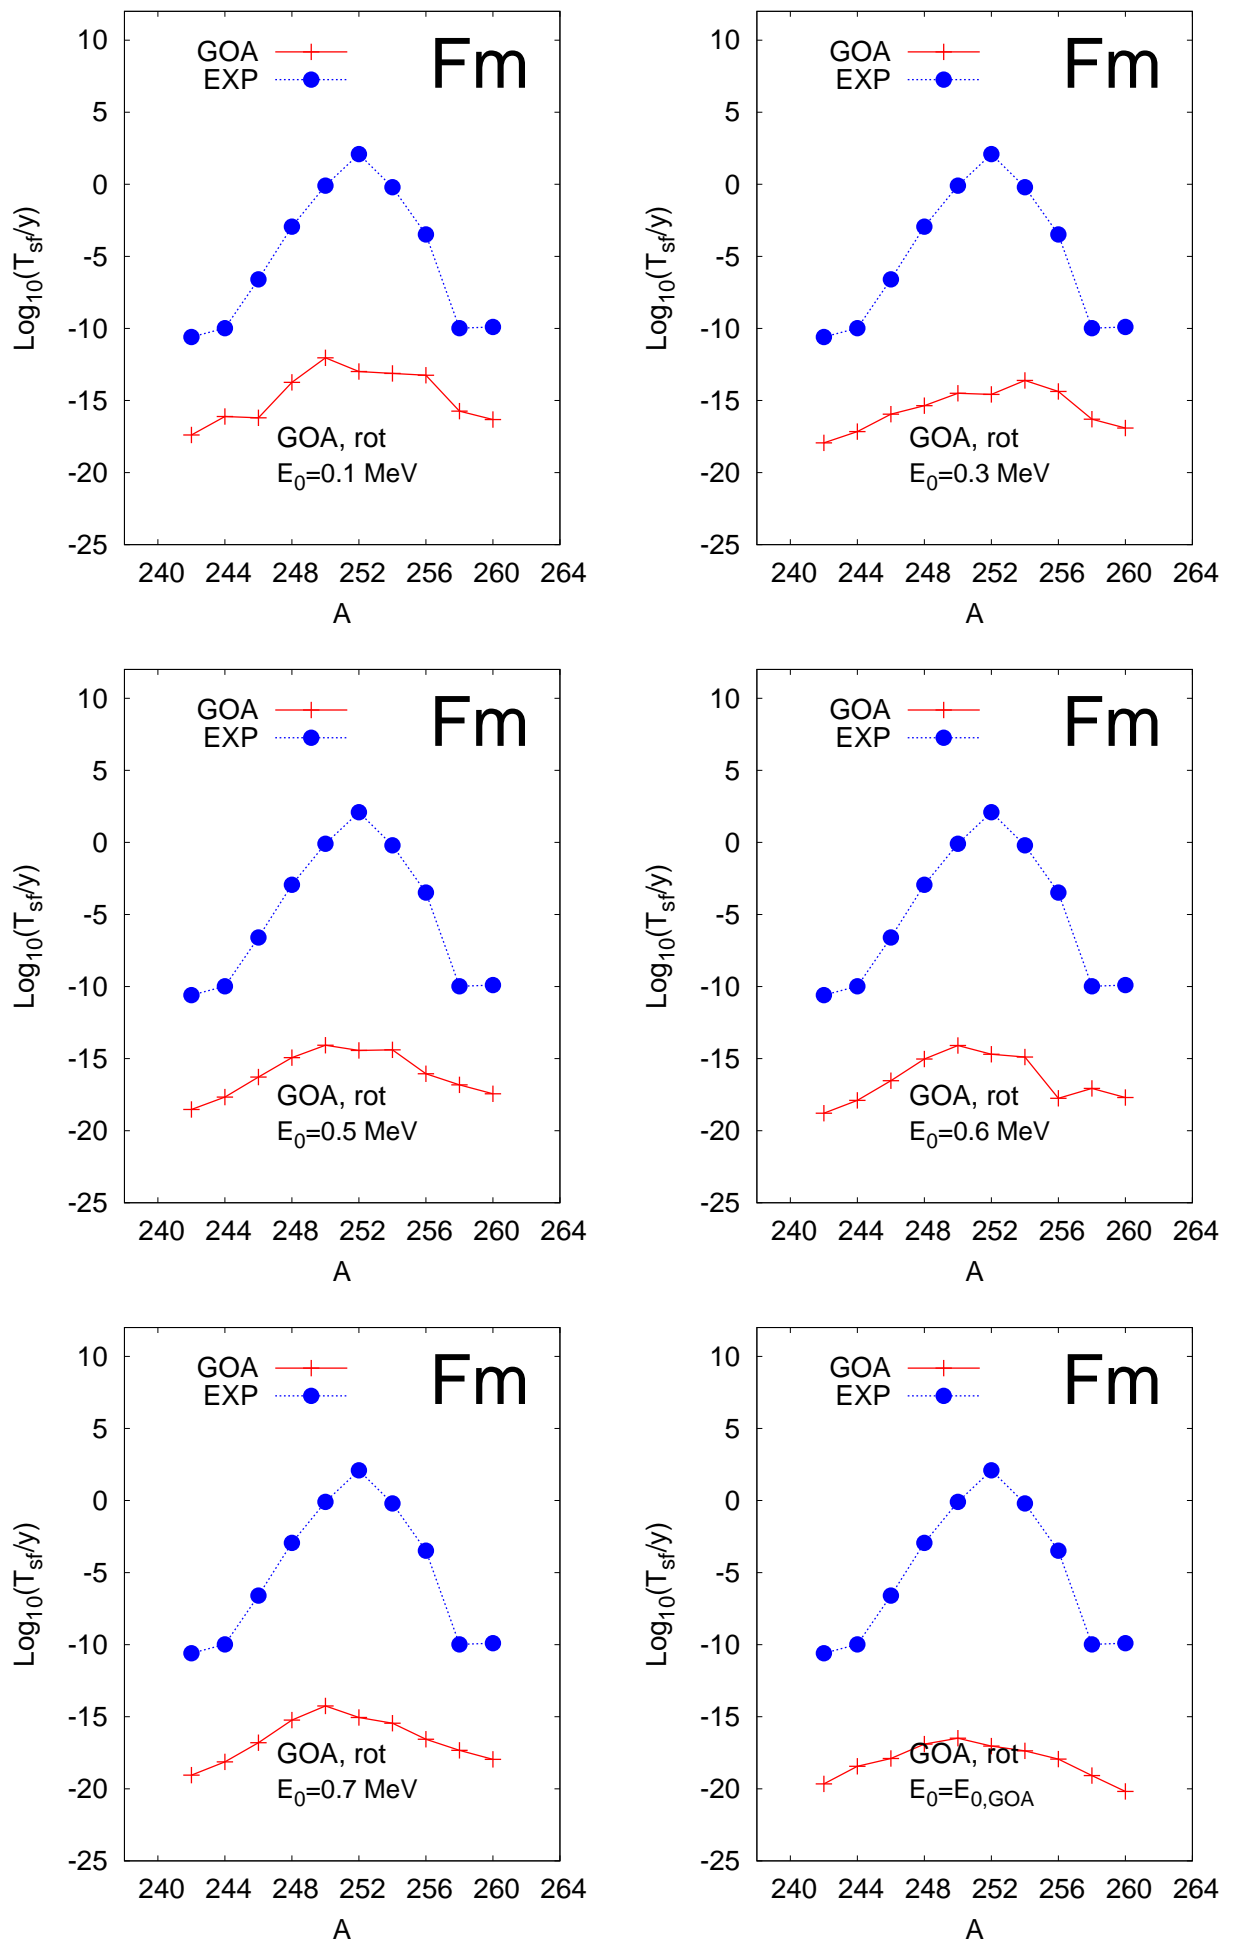 10
5
0
-5
-10
-15
-20
-25
Log10(Tsf/y)
GOA
EXP
Fm
GOA, rot
E0=0.1 MeV
240 244 248 252 256 260 264
A
10
5
0
-5
-10
-15
-20
-25
Log10(Tsf/y)
GOA
EXP
Fm
GOA, rot
E0=0.3 MeV
240 244 248 252 256 260 264
A
10
5
0
-5
-10
-15
-20
-25
Log10(Tsf/y)
GOA
EXP
Fm
GOA, rot
E0=0.5 MeV
240 244 248 252 256 260 264
A
10
5
0
-5
-10
-15
-20
-25
Log10(Tsf/y)
GOA
EXP
Fm
GOA, rot
E0=0.6 MeV
240 244 248 252 256 260 264
A
10
5
0
-5
-10
-15
-20
-25
Log10(Tsf/y)
GOA
EXP
Fm
GOA, rot
E0=0.7 MeV
240 244 248 252 256 260 264
A
10
5
0
-5
-10
-15
-20
-25
Log10(Tsf/y)
GOA
EXP
Fm
GOA, rot
E0=E0,GOA
240 244 248 252 256 260 264
A